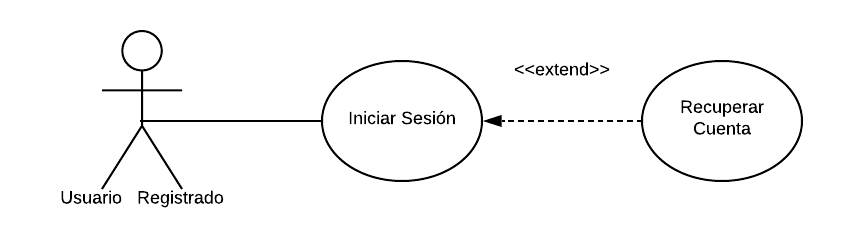 <<extend>>
Iniciar Sesión
Recuperar
Cuenta
Usuario Registrado